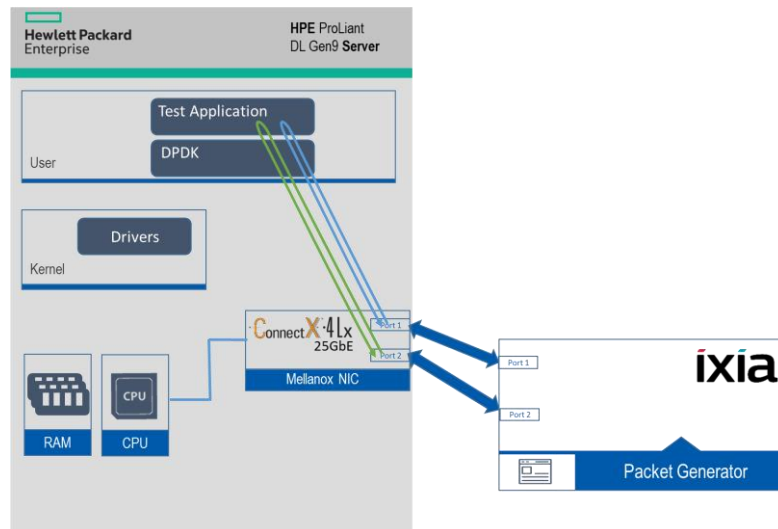 Hewlett Packard
Enterprise
HPE ProLiant
DL Gen9 Server
Test Application
DPDK
User
Drivers
Kernel
ConnectX·4Lx
25GbE
Port 1
Port 2
Mellanox NIC
CPU
RAM
CPU
Port 1
Port 2
ixia
Packet Generator